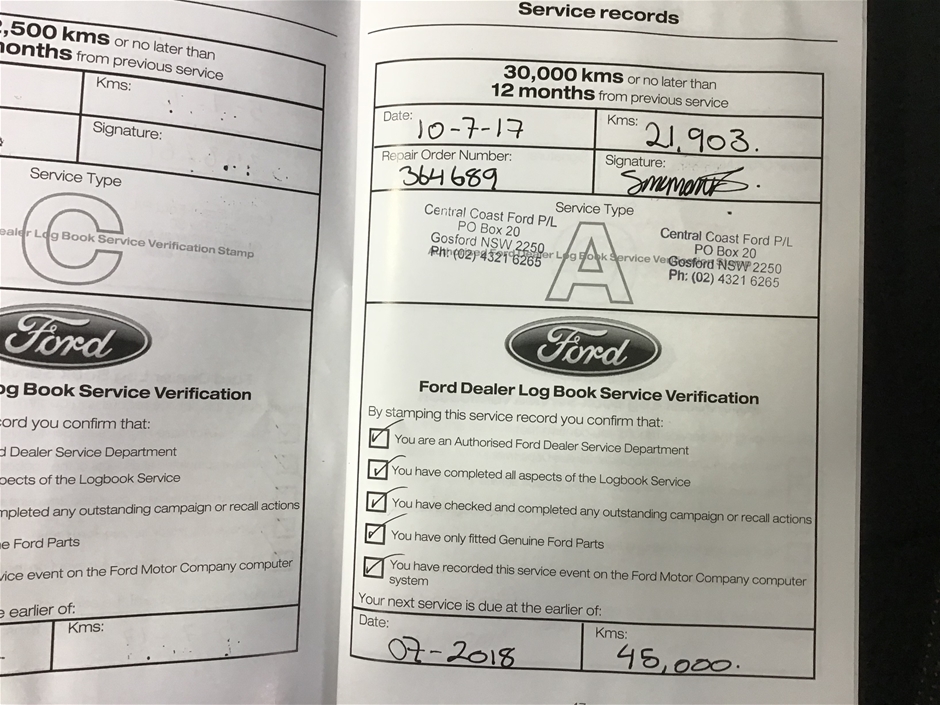 ,500 kms or no later than
months from previous service
Kms:
Signature:
Service Type
C
Dealer Log Book Service Verification Stamp
Ford
og Book Service Verification
cord you confirm that:
d Dealer Service Department
pects of the Logbook Service
mpleted any outstanding campaign or recall actions
e Ford Parts
vice event on the Ford Motor Company computer
e earlier of:
Kms:
Service records
30,000 kms or no later than
12 months from previous service
Date: 10-7-17
Kms: 21,903.
Repair Order Number:
364689
Signature:
Service Type
A
Central Coast Ford P/L
PO Box 20
Gosford NSW 2250
Ph: (02) 4321 6265
Ford Dealer Log Book Service
Central Coast Ford P/L
PO Box 20
Gosford NSW 2250
Ph: (02) 4321 6265
Ford
Ford Dealer Log Book Service Verification
By stamping this service record you confirm that:
You are an Authorised Ford Dealer Service Department
You have completed all aspects of the Logbook Service
You have checked and completed any outstanding campaign or recall actions
You have only fitted Genuine Ford Parts
You have recorded this service event on the Ford Motor Company computer
system
Your next service is due at the earlier of:
Date:
07-2018
Kms:
45,000.